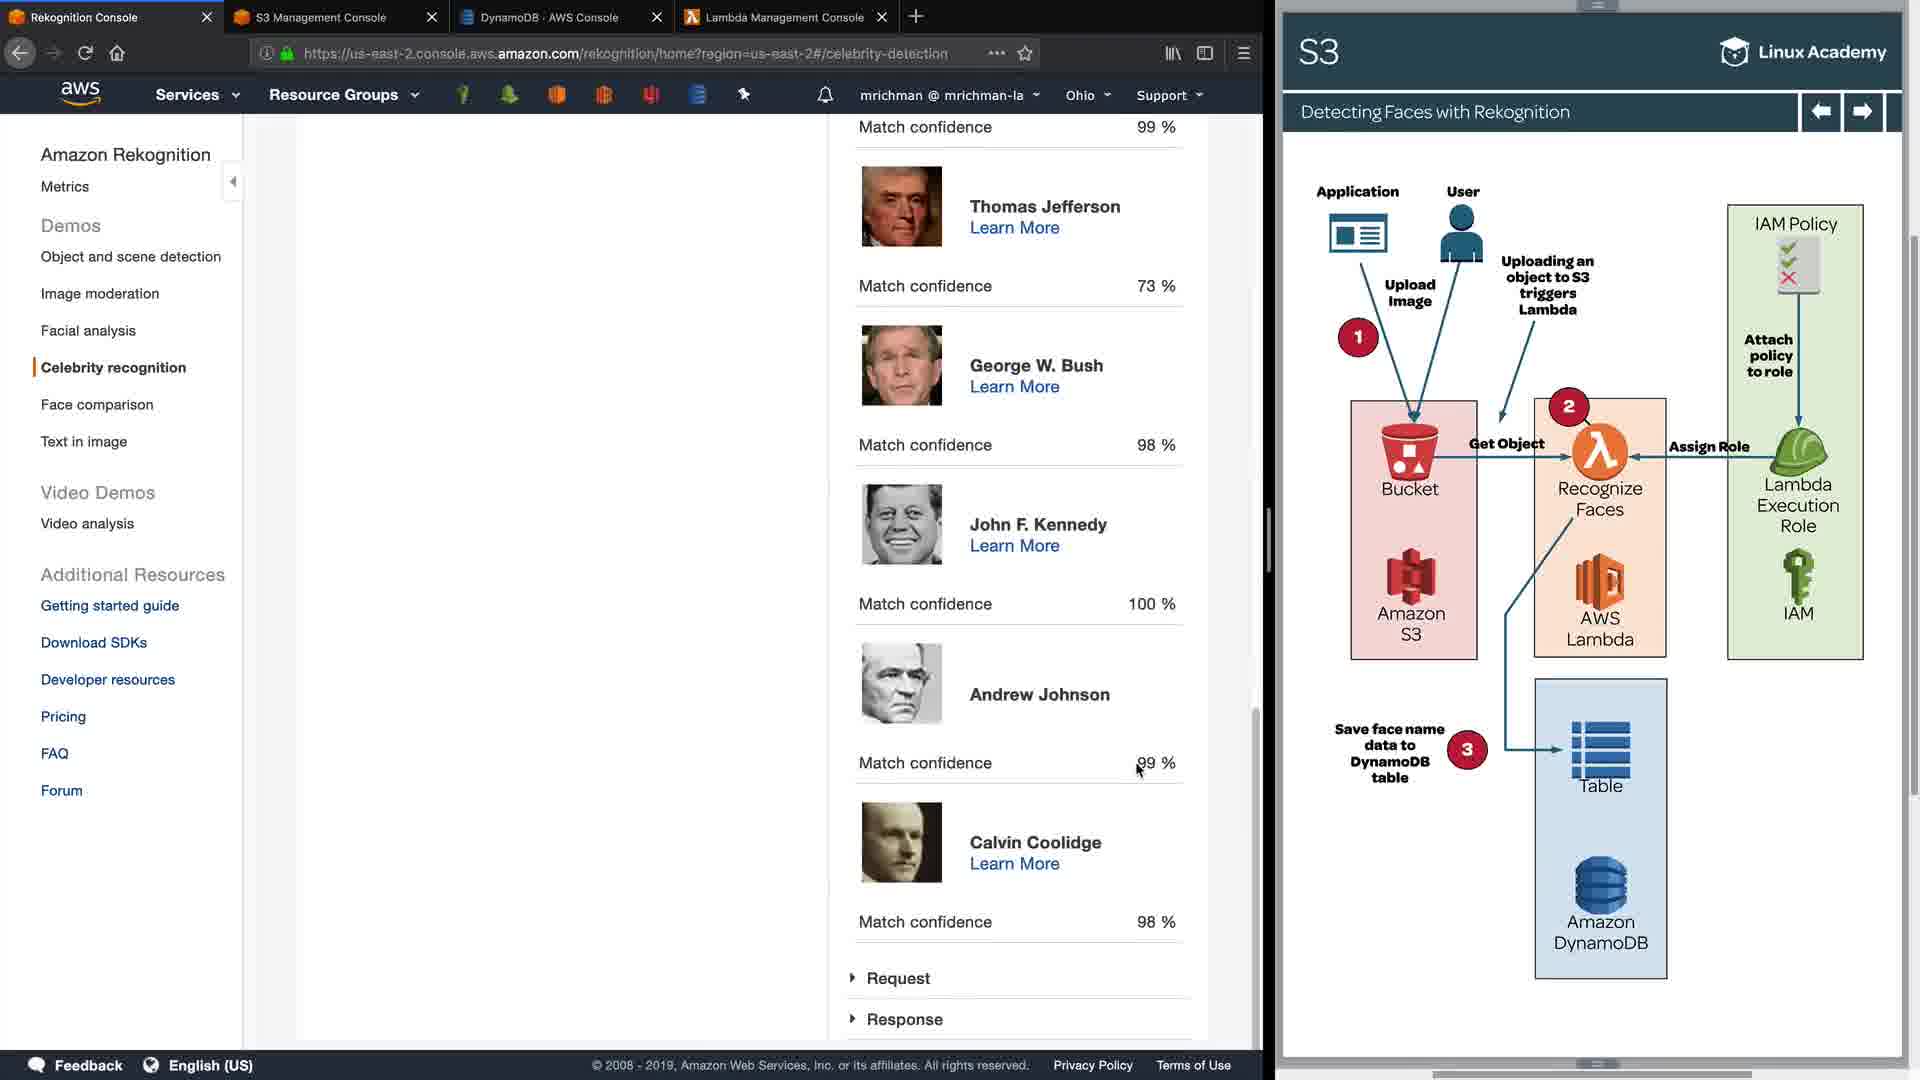 Rekognition Console
S3 Management Console
DynamoDB · AWS Console
Lambda Management Console
https://us-east-2.console.aws.amazon.com/rekognition/home?region=us-east-2#/celebrity-detection
aws
Services
Resource Groups
mrichman @ mrichman-la
Ohio
Support
Amazon Rekognition
Metrics
Demos
Object and scene detection
Image moderation
Facial analysis
Celebrity recognition
Face comparison
Text in image
Video Demos
Video analysis
Additional Resources
Getting started guide
Download SDKs
Developer resources
Pricing
FAQ
Forum
Match confidence 99 %
Thomas Jefferson
Learn More
Match confidence 73 %
George W. Bush
Learn More
Match confidence 98 %
John F. Kennedy
Learn More
Match confidence 100 %
Andrew Johnson
Match confidence 99 %
Calvin Coolidge
Learn More
Match confidence 98 %
Request
Response
Feedback
English (US)
© 2008 - 2019, Amazon Web Services, Inc. or its affiliates. All rights reserved.
Privacy Policy
Terms of Use
S3
Linux Academy
Detecting Faces with Rekognition
Application
User
Upload
Image
Uploading an
object to S3
triggers
Lambda
IAM Policy
1
Attach
policy
to role
2
Get Object
Assign Role
Bucket
Recognize
Faces
Lambda
Execution
Role
Amazon
S3
AWS
Lambda
IAM
Save face name
data to
DynamoDB
table
3
Table
Amazon
DynamoDB